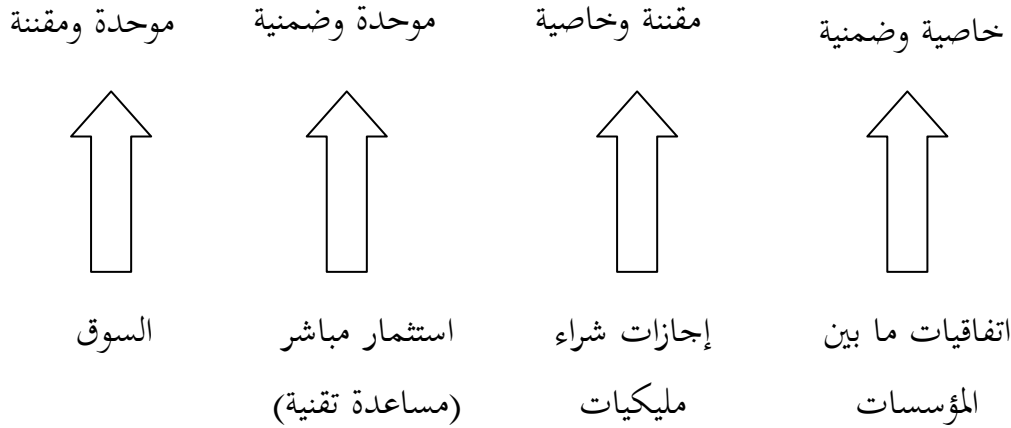 خاصية وضمنية
مقننة وخاصية
موحدة وضمنية
موحدة ومقننة
اتفاقيات ما بين
المؤسسات
إجازات شراء
مليكيات
استثمار مباشر
(مساعدة تقنية)
السوق